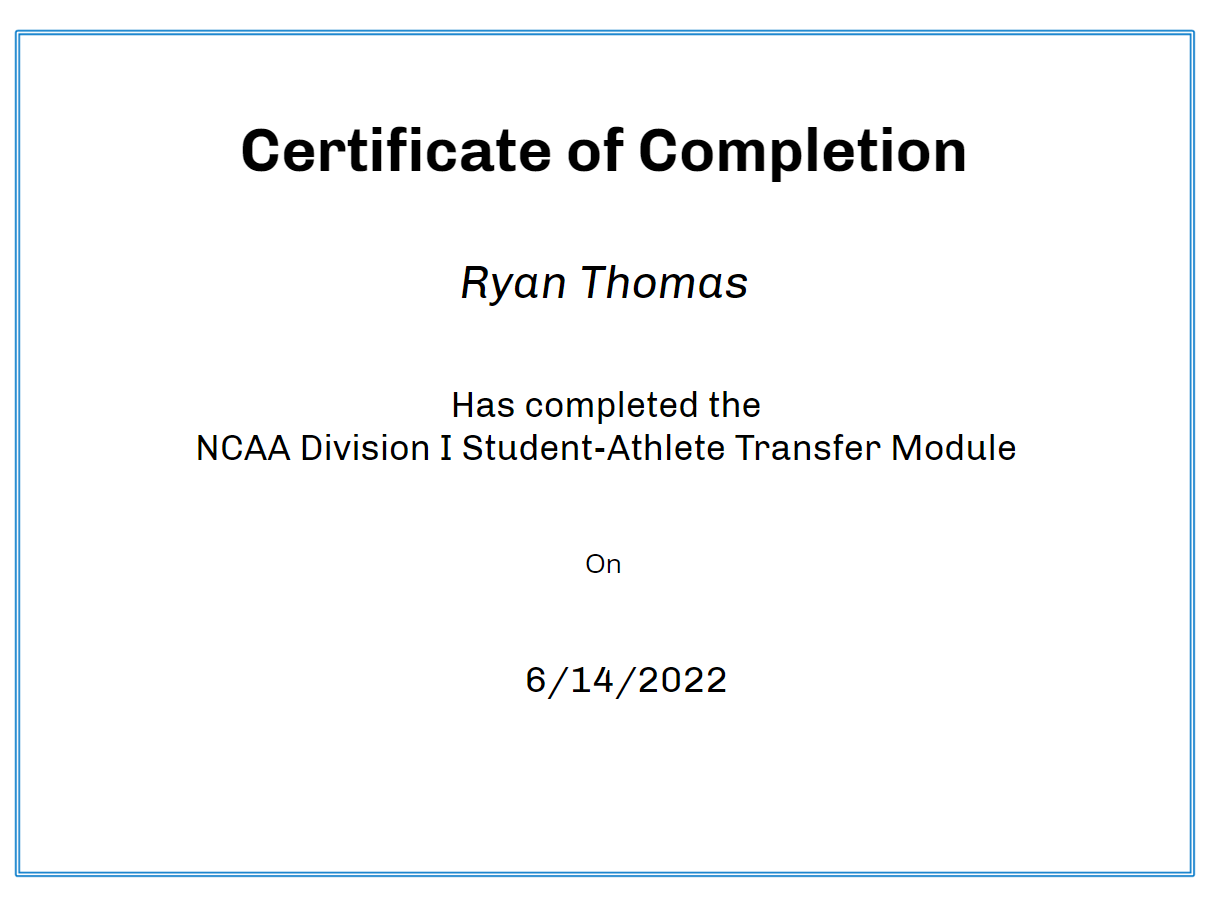 Certificate of Completion
Ryan Thomas
Has completed the
NCAA Division I Student-Athlete Transfer Module
On
6/14/2022